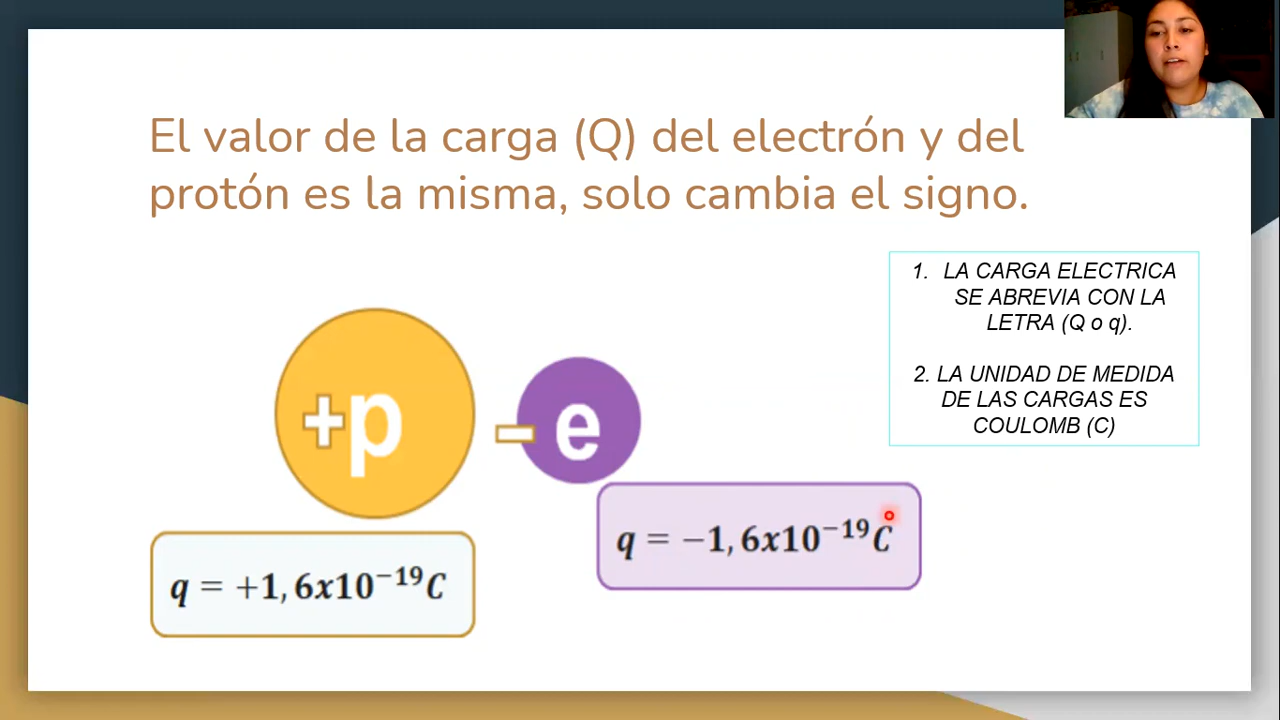 El valor de la carga (Q) del electrón y del
protón es la misma, solo cambia el signo.
1. LA CARGA ELECTRICA
SE ABREVIA CON LA
LETRA (Q o q).
2. LA UNIDAD DE MEDIDA
DE LAS CARGAS ES
COULOMB (C)
+p
- e
q = −1,6x10⁻¹⁹C
q = +1,6x10⁻¹⁹C